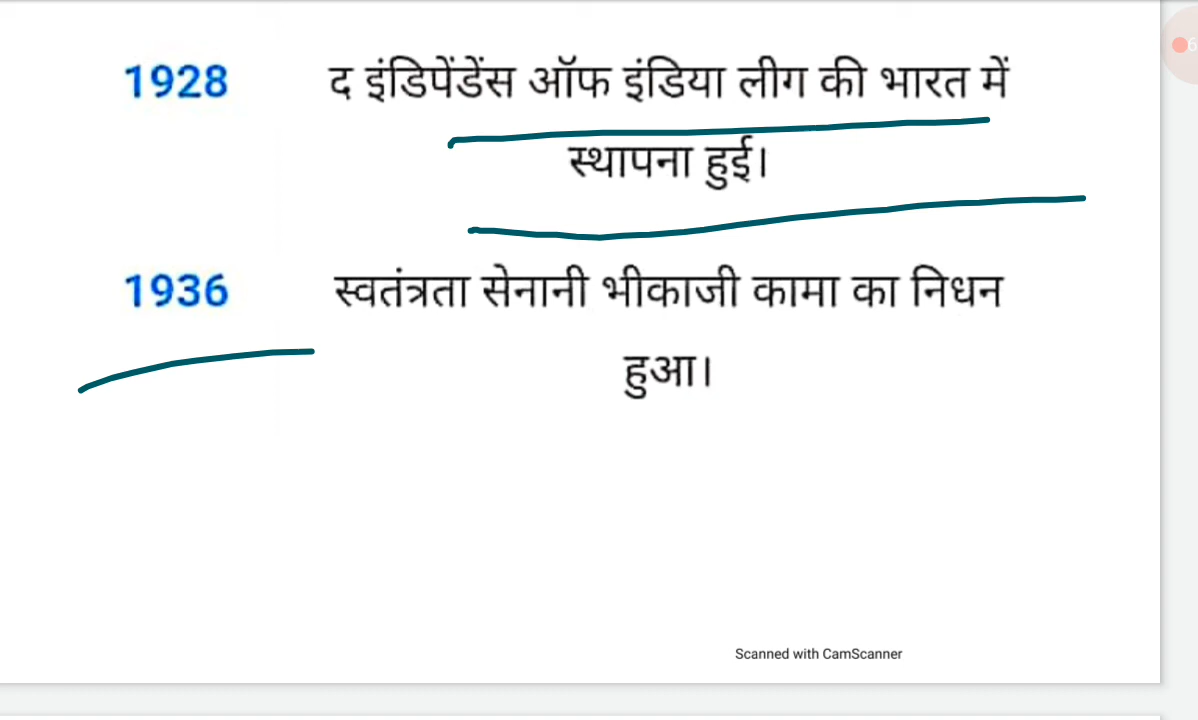 1928 द इंडिपेंडेंस ऑफ इंडिया लीग की भारत में
स्थापना हुई।
1936 स्वतंत्रता सेनानी भीकाजी कामा का निधन
हुआ।
Scanned with CamScanner